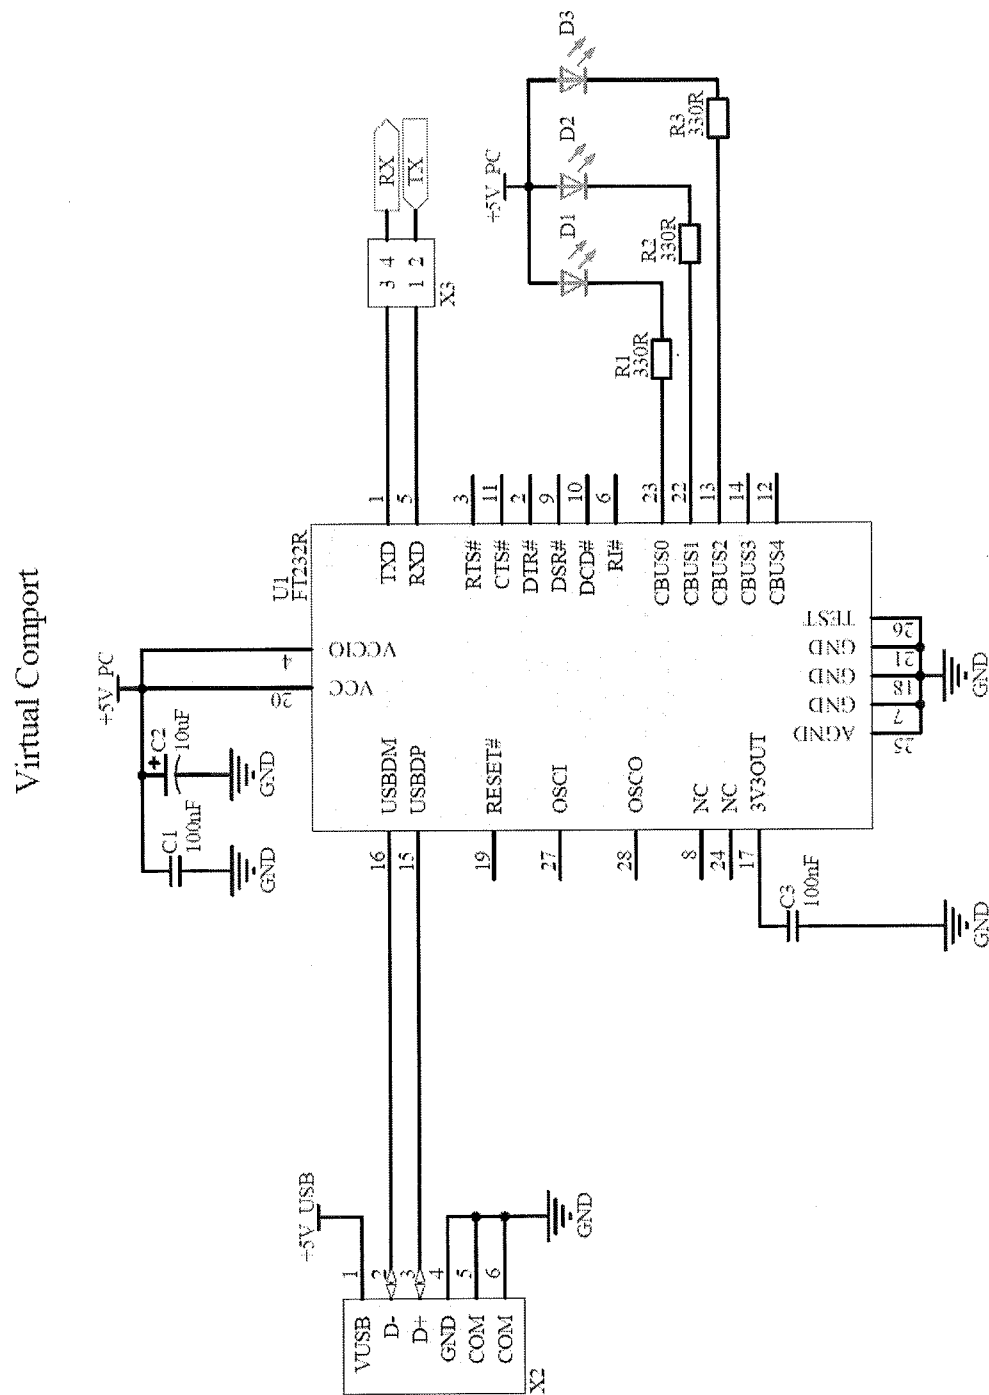 Virtual Comport
+5V_PC
C1
100nF
GND
C2
10uF
+
GND
U1
FT232R
4
VCCIO
20
VCC
16
USBDM
15
USBDP
19
RESET#
27
OSCI
28
OSCO
8
NC
24
NC
17
3V3OUT
C3
100nF
GND
TXD
1
RXD
5
RTS#
3
CTS#
11
DTR#
2
DSR#
9
DCD#
10
RI#
6
CBUS0
23
CBUS1
22
CBUS2
13
CBUS3
14
CBUS4
12
AGND
25
GND
7
GND
18
GND
21
TEST
26
GND
3 4
1 2
X3
RX
TX
+5V_PC
D1
D2
D3
R1
330R
R2
330R
R3
330R
+5V_USB
VUSB
1
D-
2
D+
3
GND
4
COM
5
COM
6
X2
GND